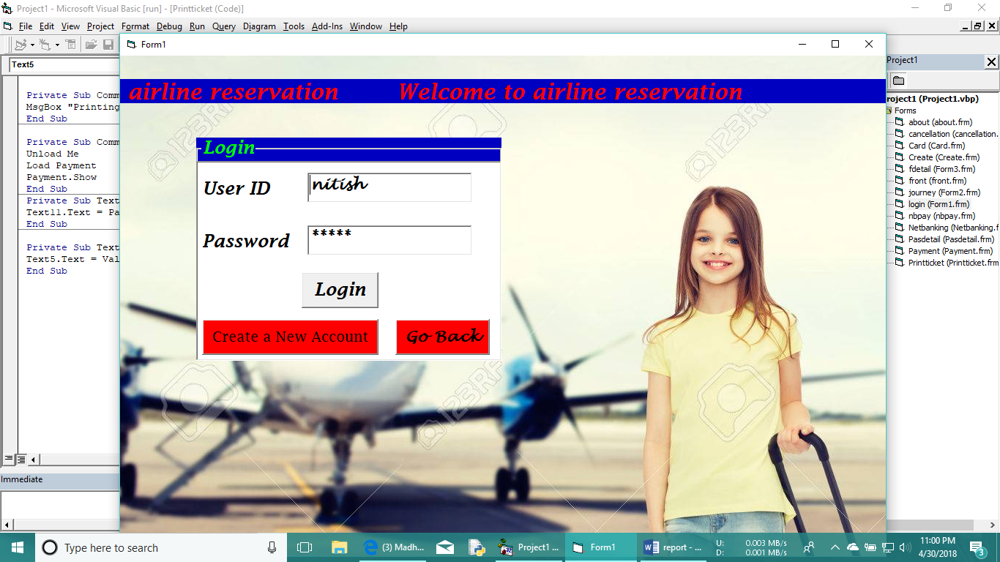 Project1 - Microsoft Visual Basic [run] - [Printticket (Code)]
File Edit View Project Format Debug Run Query Diagram Tools Add-Ins Window Help
Form1
Text5
Project1
Private Sub Comm
MsgBox "Printing
End Sub
Private Sub Comm
Unload Me
Load Payment
Payment.Show
End Sub
Private Sub Text
Text11.Text = Pa
End Sub
Private Sub Text
Text5.Text = Val
End Sub
Immediate
airline reservation Welcome to airline reservation
Login
User ID nitish
Password *****
Login
Create a New Account Go Back
123RF
123RF
123RF
roject1 (Project1.vbp)
Forms
about (about.frm)
cancellation (cancellation.
Card (Card.frm)
Create (Create.frm)
fdetail (Form3.frm)
front (front.frm)
journey (Form2.frm)
login (Form1.frm)
nbpay (nbpay.frm)
Netbanking (Netbanking.f
Pasdetail (Pasdetail.frm)
Payment (Payment.frm)
Printticket (Printticket.frm
Type here to search
(3) Madh...
Project1 ...
Form1
report - ...
U: 0.003 MB/s
D: 0.001 MB/s
11:00 PM
4/30/2018
3